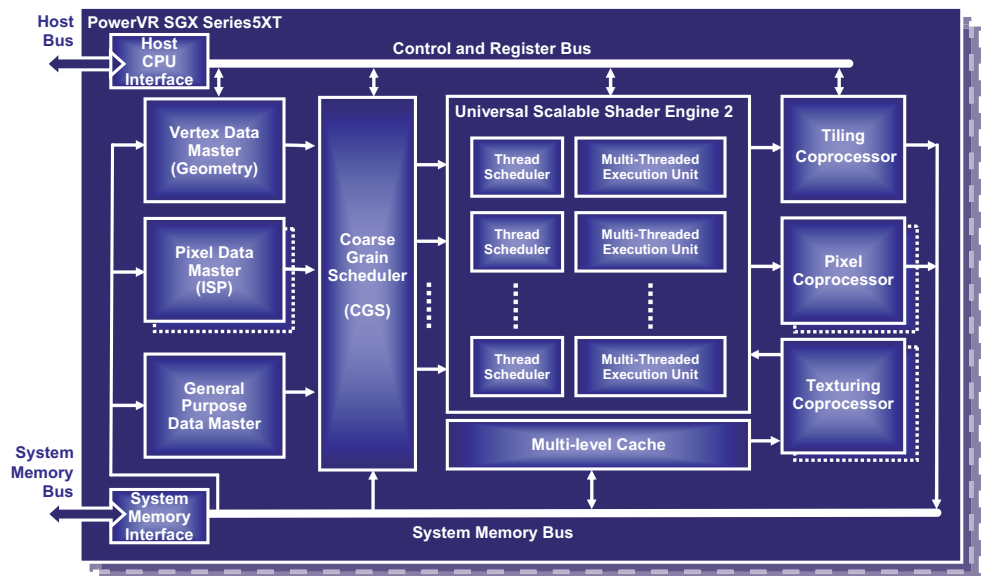 Host
Bus
PowerVR SGX Series5XT
Host
CPU
Interface
Control and Register Bus
Vertex Data
Master
(Geometry)
Pixel Data
Master
(ISP)
General
Purpose
Data Master
Coarse
Grain
Scheduler
(CGS)
Universal Scalable Shader Engine 2
Thread
Scheduler
Multi-Threaded
Execution Unit
Thread
Scheduler
Multi-Threaded
Execution Unit
Thread
Scheduler
Multi-Threaded
Execution Unit
Multi-level Cache
Tiling
Coprocessor
Pixel
Coprocessor
Texturing
Coprocessor
System
Memory
Bus
System
Memory
Interface
System Memory Bus